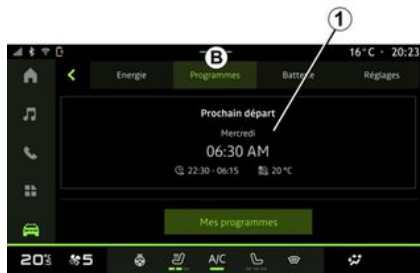 1
16°C · 20:23
B
Energie Programmes Batterie Réglages
Prochain départ
Mercredi
06:30 AM
22:30 - 06:15 20 °C
Mes programmes
20% 5 A/C